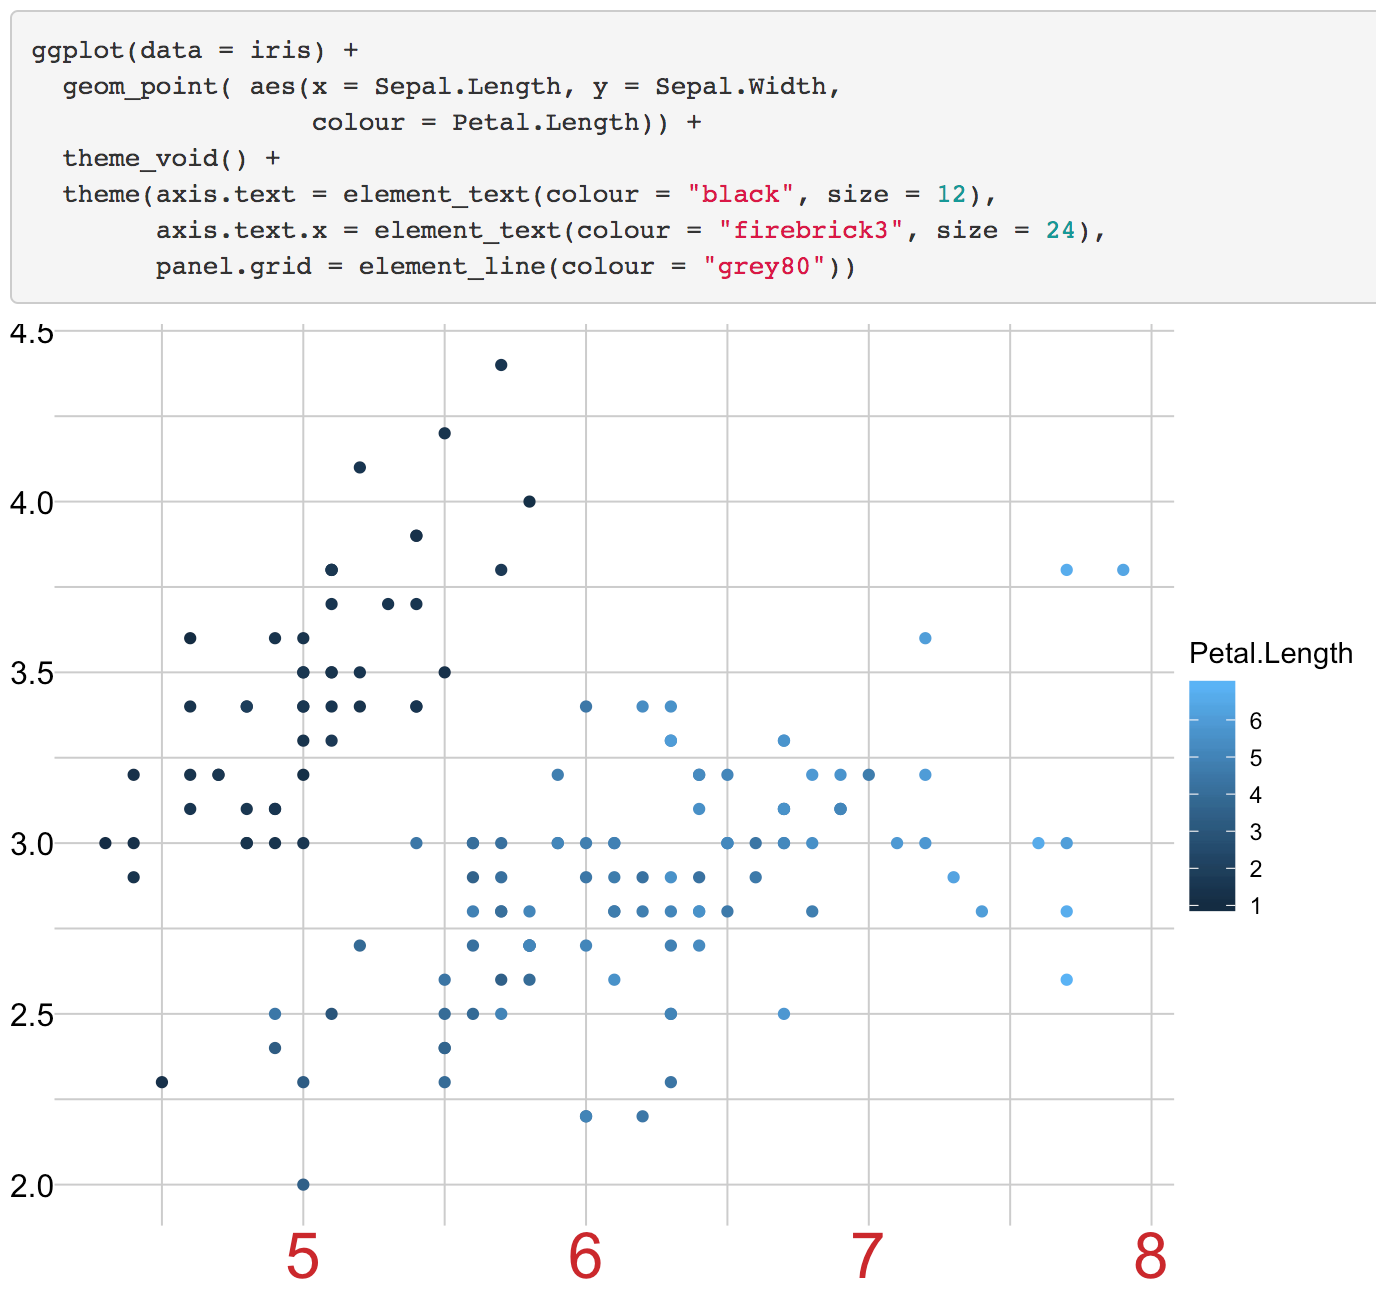 ggplot(data = iris) +
  geom_point( aes(x = Sepal.Length, y = Sepal.Width,
                  colour = Petal.Length)) +
  theme_void() +
  theme(axis.text = element_text(colour = "black", size = 12),
        axis.text.x = element_text(colour = "firebrick3", size = 24),
        panel.grid = element_line(colour = "grey80"))
4.5
4.0
3.5
3.0
2.5
2.0
5 6 7 8
Petal.Length
6
5
4
3
2
1